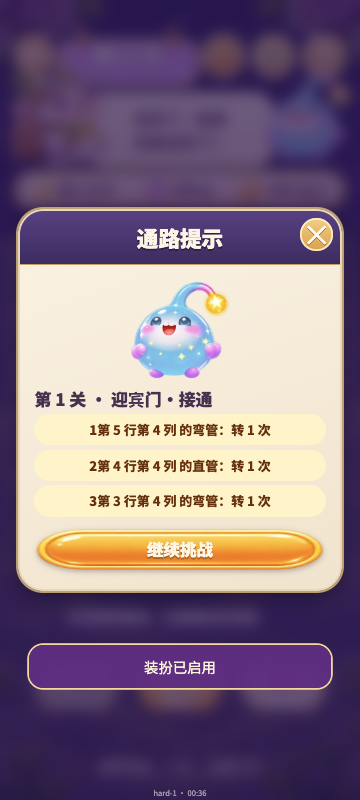 通路提示
第 1 关 · 迎宾门 · 接通
1第 5 行第 4 列的弯管：转 1 次
2第 4 行第 4 列的直管：转 1 次
3第 3 行第 4 列的弯管：转 1 次
继续挑战
装扮已启用
hard-1 · 00:36